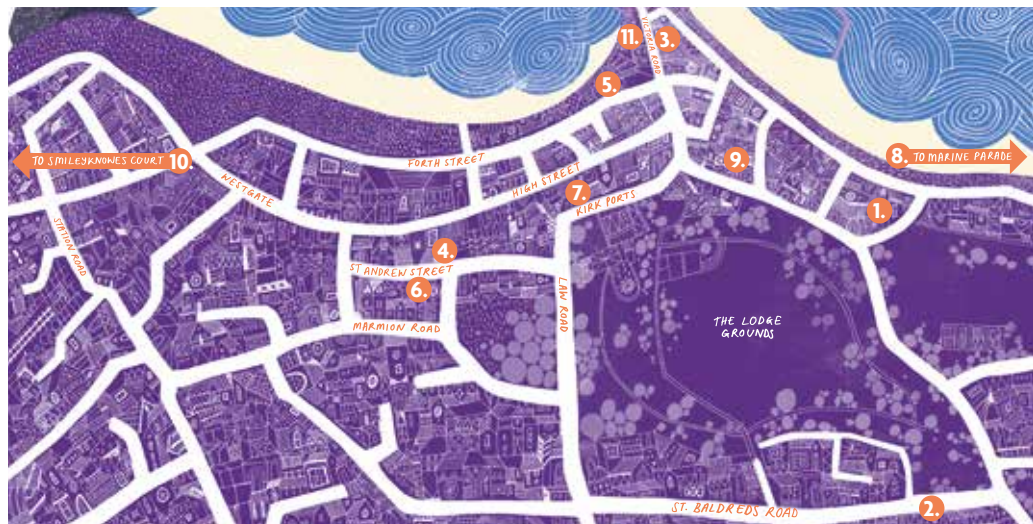 11.
VICTORIA ROAD
3.
5.
TO SMILEYKNOWES COURT 10.
FORTH STREET
9.
8. TO MARINE PARADE
WESTGATE
HIGH STREET
7.
KIRK PORTS
1.
STATION ROAD
4.
ST ANDREW STREET
6.
LAW ROAD
MARMION ROAD
THE LODGE
GROUNDS
ST. BALDREDS ROAD
2.